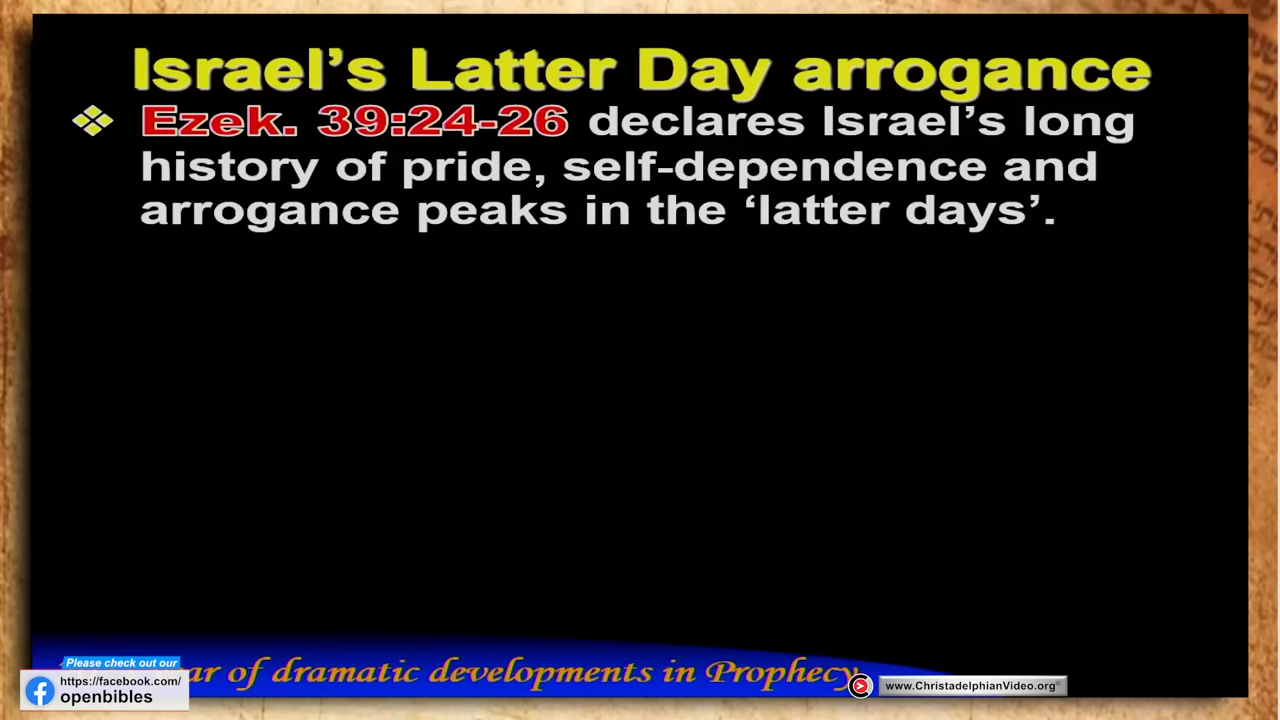 Israel’s Latter Day arrogance
Ezek. 39:24-26 declares Israel’s long
history of pride, self-dependence and
arrogance peaks in the ‘latter days’.
of dramatic developments in Prophecy
Please check out our
https://facebook.com/
openbibles
www.ChristadelphianVideo.org